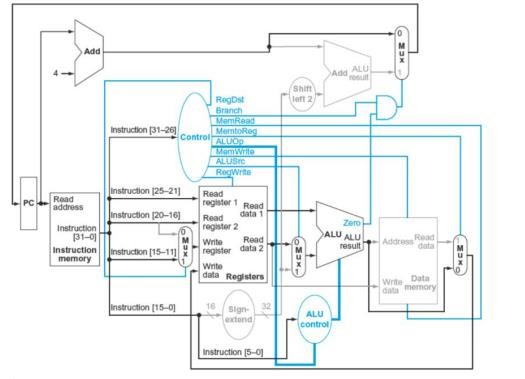 0
M
u
x
1
Add
4
Add ALU
result
Shift
left 2
RegDst
Branch
MemRead
MemtoReg
ALUOp
MemWrite
ALUSrc
RegWrite
Instruction [31–26]
Control
PC
Read
address
Instruction
[31–0]
Instruction
memory
Instruction [25–21]
Instruction [20–16]
Instruction [15–11]
0
M
u
x
1
Read
register 1
Read
register 2
Write
register
Write
data
Read
data 1
Read
data 2
Registers
0
M
u
x
1
Zero
ALU ALU
result
Address
Read
data
Write
data
Data
memory
1
M
u
x
0
Instruction [15–0]
16
Sign-
extend
32
ALU
control
Instruction [5–0]